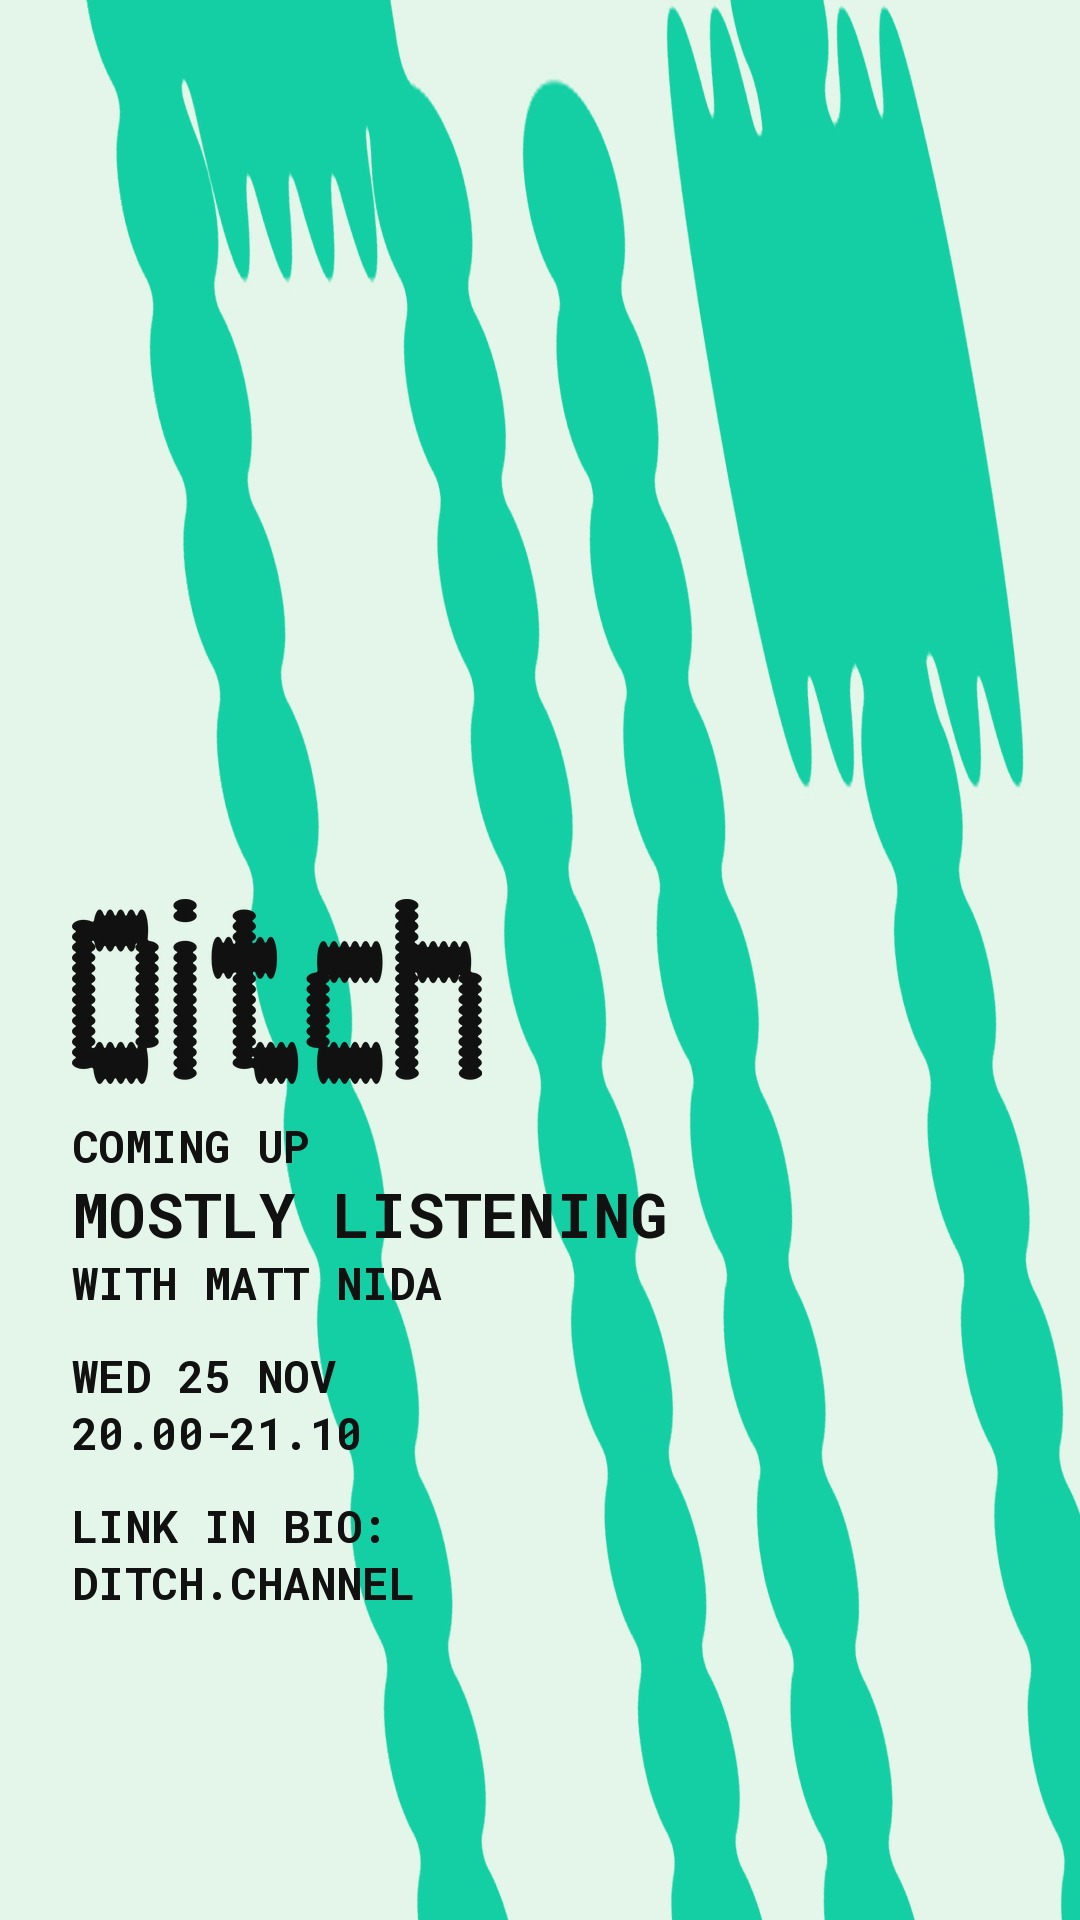 Ditch
COMING UP
MOSTLY LISTENING
WITH MATT NIDA
WED 25 NOV
20.00-21.10
LINK IN BIO:
DITCH.CHANNEL